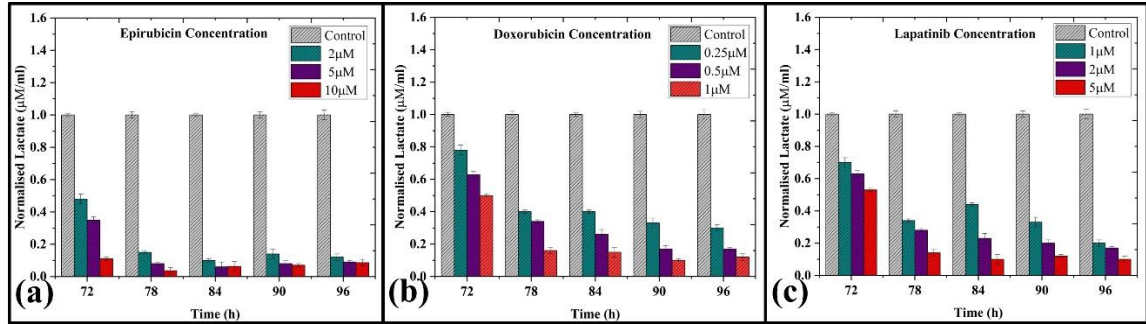 Epirubicin Concentration
Control
2μM
5μM
10μM
1.6
1.4
1.2
1.0
0.8
0.6
0.4
0.2
0.0
Normalised Lactate (μM/ml)
72 78 84 90 96
Time (h)
(a)
Doxorubicin Concentration
Control
0.25μM
0.5μM
1μM
1.6
1.4
1.2
1.0
0.8
0.6
0.4
0.2
0.0
Normalised Lactate (μM/ml)
72 78 84 90 96
Time (h)
(b)
Lapatinib Concentration
Control
1μM
2μM
5μM
1.6
1.4
1.2
1.0
0.8
0.6
0.4
0.2
0.0
Normalised Lactate (μM/ml)
72 78 84 90 96
Time (h)
(c)